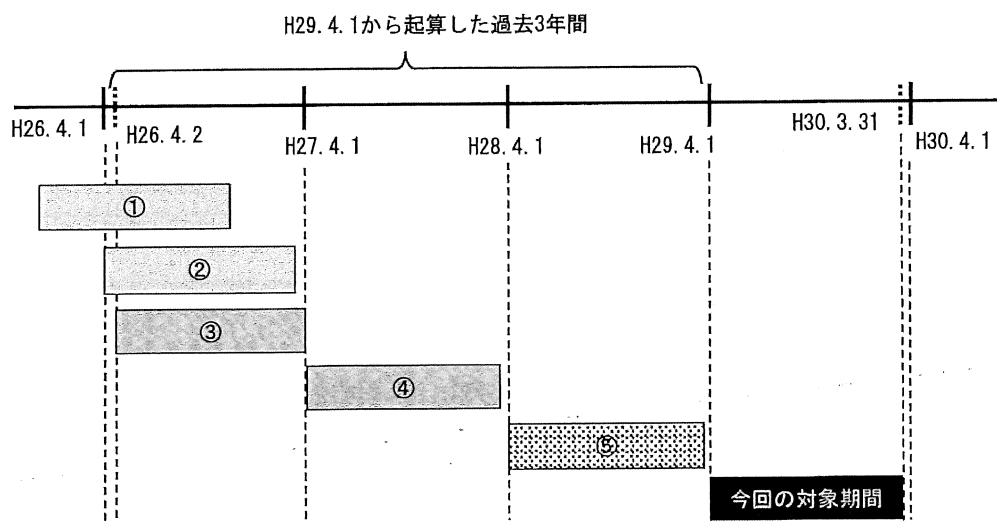 H29.4.1から起算した過去3年間
H26.4.1
H26.4.2
H27.4.1
H28.4.1
H29.4.1
H30.3.31
H30.4.1
①
②
③
④
⑤
今回の対象期間